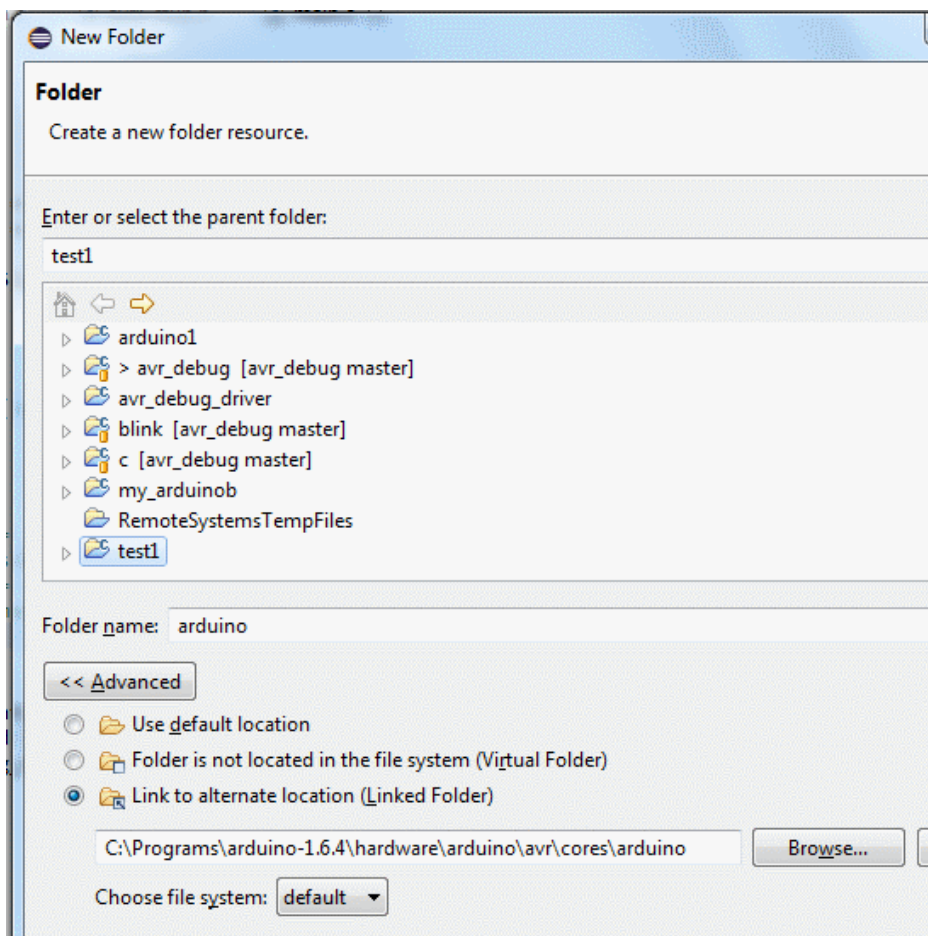 New Folder
Folder
Create a new folder resource.
Enter or select the parent folder:
test1
arduino1
> avr_debug [avr_debug master]
avr_debug_driver
blink [avr_debug master]
c [avr_debug master]
my_arduinob
RemoteSystemsTempFiles
test1
Folder name: arduino
<< Advanced
Use default location
Folder is not located in the file system (Virtual Folder)
Link to alternate location (Linked Folder)
C:\Programs\arduino-1.6.4\hardware\arduino\avr\cores\arduino Browse...
Choose file system: default